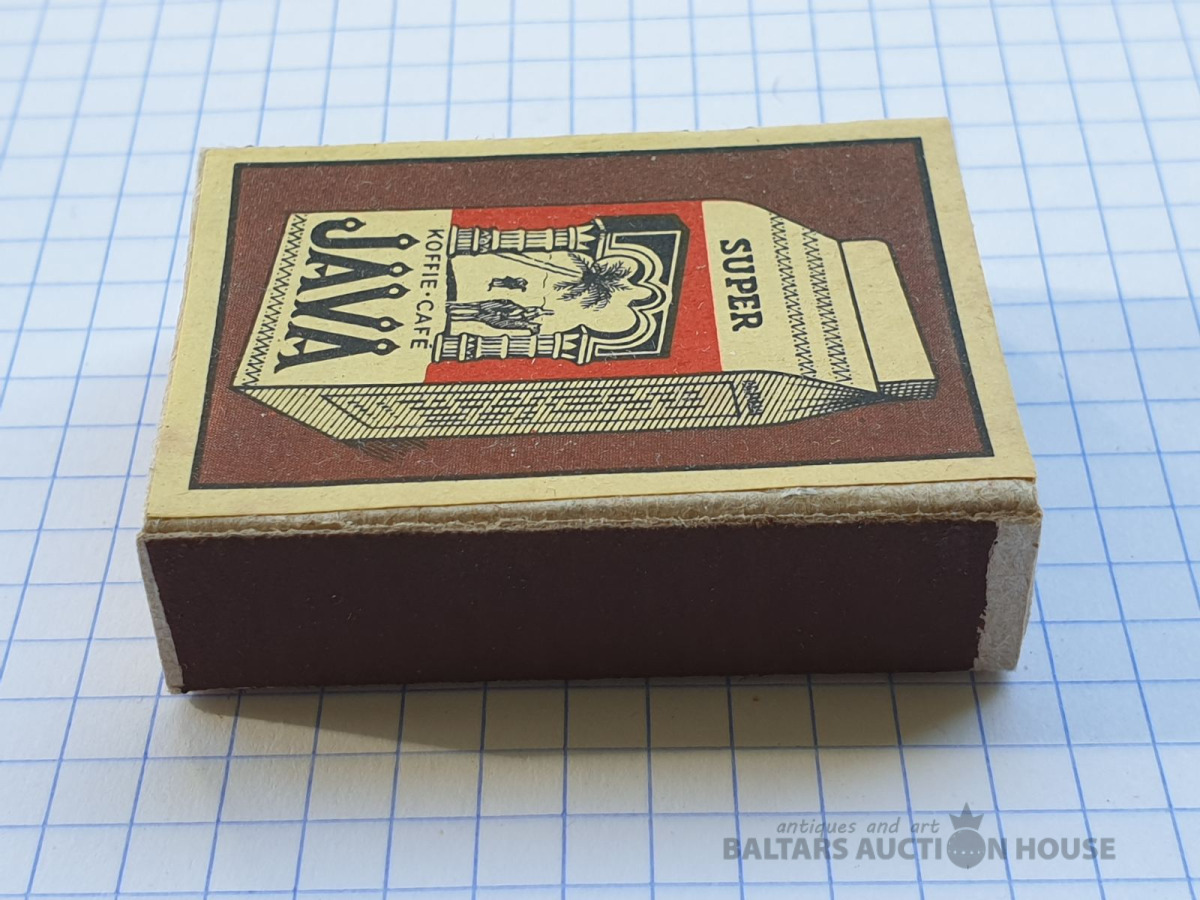 SUPER
KOFFIE·CAFÉ
JAVA
antiques and art
BALTARS AUCTION HOUSE